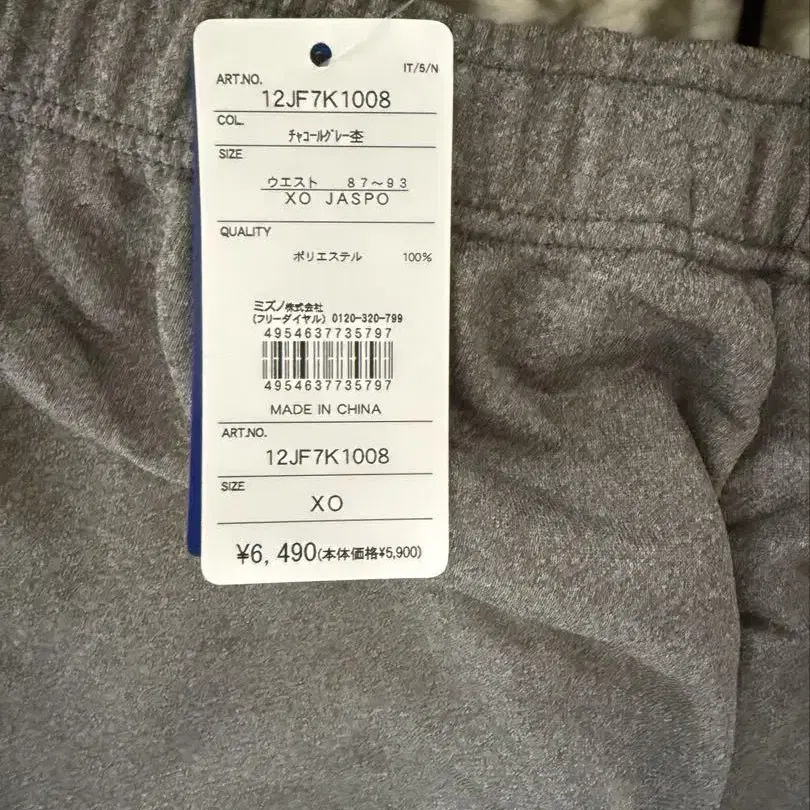 IT/5/N
ART.NO.
12JF7K1008
COL.
ﾁｬｺｰﾙｸﾞﾚｰ杢
SIZE
ウエスト 87～93
XO JASPO
QUALITY
ポリエステル 100%
ミズノ株式会社
(フリーダイヤル) 0120-320-799
4954637735797
4954637735797
MADE IN CHINA
ART.NO.
12JF7K1008
SIZE
XO
¥6,490(本体価格¥5,900)